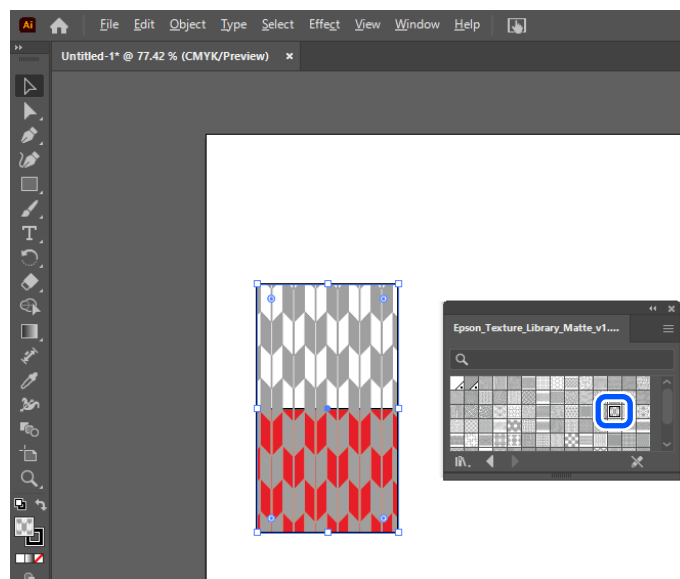 Ai File Edit Object Type Select Effect View Window Help
Untitled-1* @ 77.42 % (CMYK/Preview) ×
Epson_Texture_Library_Matte_v1....